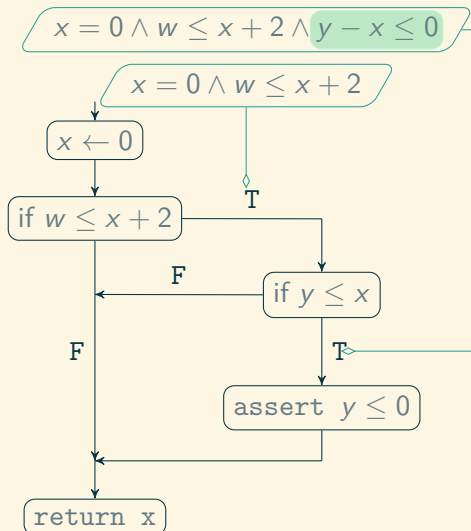 x = 0 ∧ w ≤ x + 2 ∧ y − x ≤ 0
x = 0 ∧ w ≤ x + 2
x ← 0
T
if w ≤ x + 2
F
if y ≤ x
F
T
assert y ≤ 0
return x